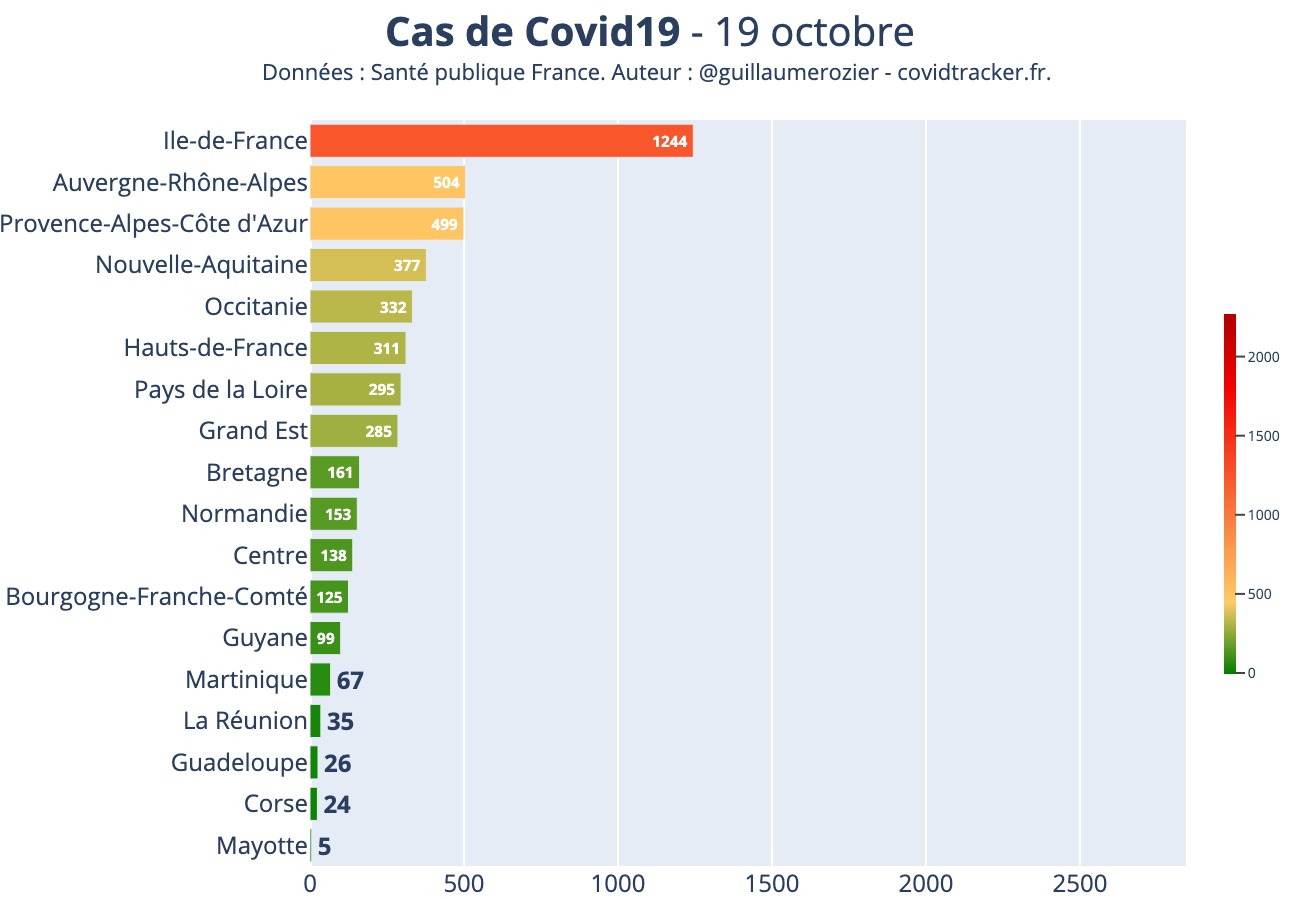 Cas de Covid19 - 19 octobre
Données : Santé publique France. Auteur : @guillaumerozier - covidtracker.fr.
Ile-de-France 1244
Auvergne-Rhône-Alpes 504
Provence-Alpes-Côte d'Azur 499
Nouvelle-Aquitaine 377
Occitanie 332
Hauts-de-France 311
Pays de la Loire 295
Grand Est 285
Bretagne 161
Normandie 153
Centre 138
Bourgogne-Franche-Comté 125
Guyane 99
Martinique 67
La Réunion 35
Guadeloupe 26
Corse 24
Mayotte 5
0 500 1000 1500 2000 2500
2000
1500
1000
500
0